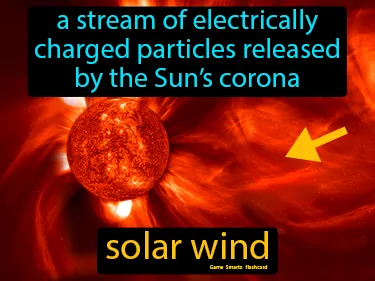 a stream of electrically
charged particles released
by the Sun’s corona
solar wind
Game Smartz Flashcard